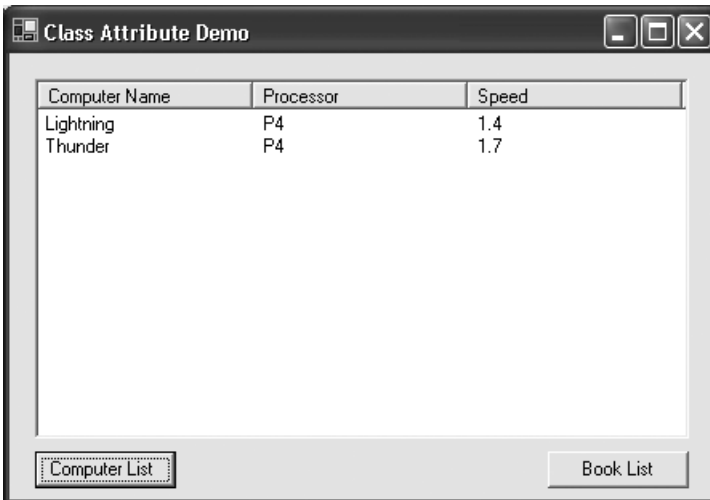 Class Attribute Demo
Computer Name Processor Speed
Lightning P4 1.4
Thunder P4 1.7
Computer List Book List